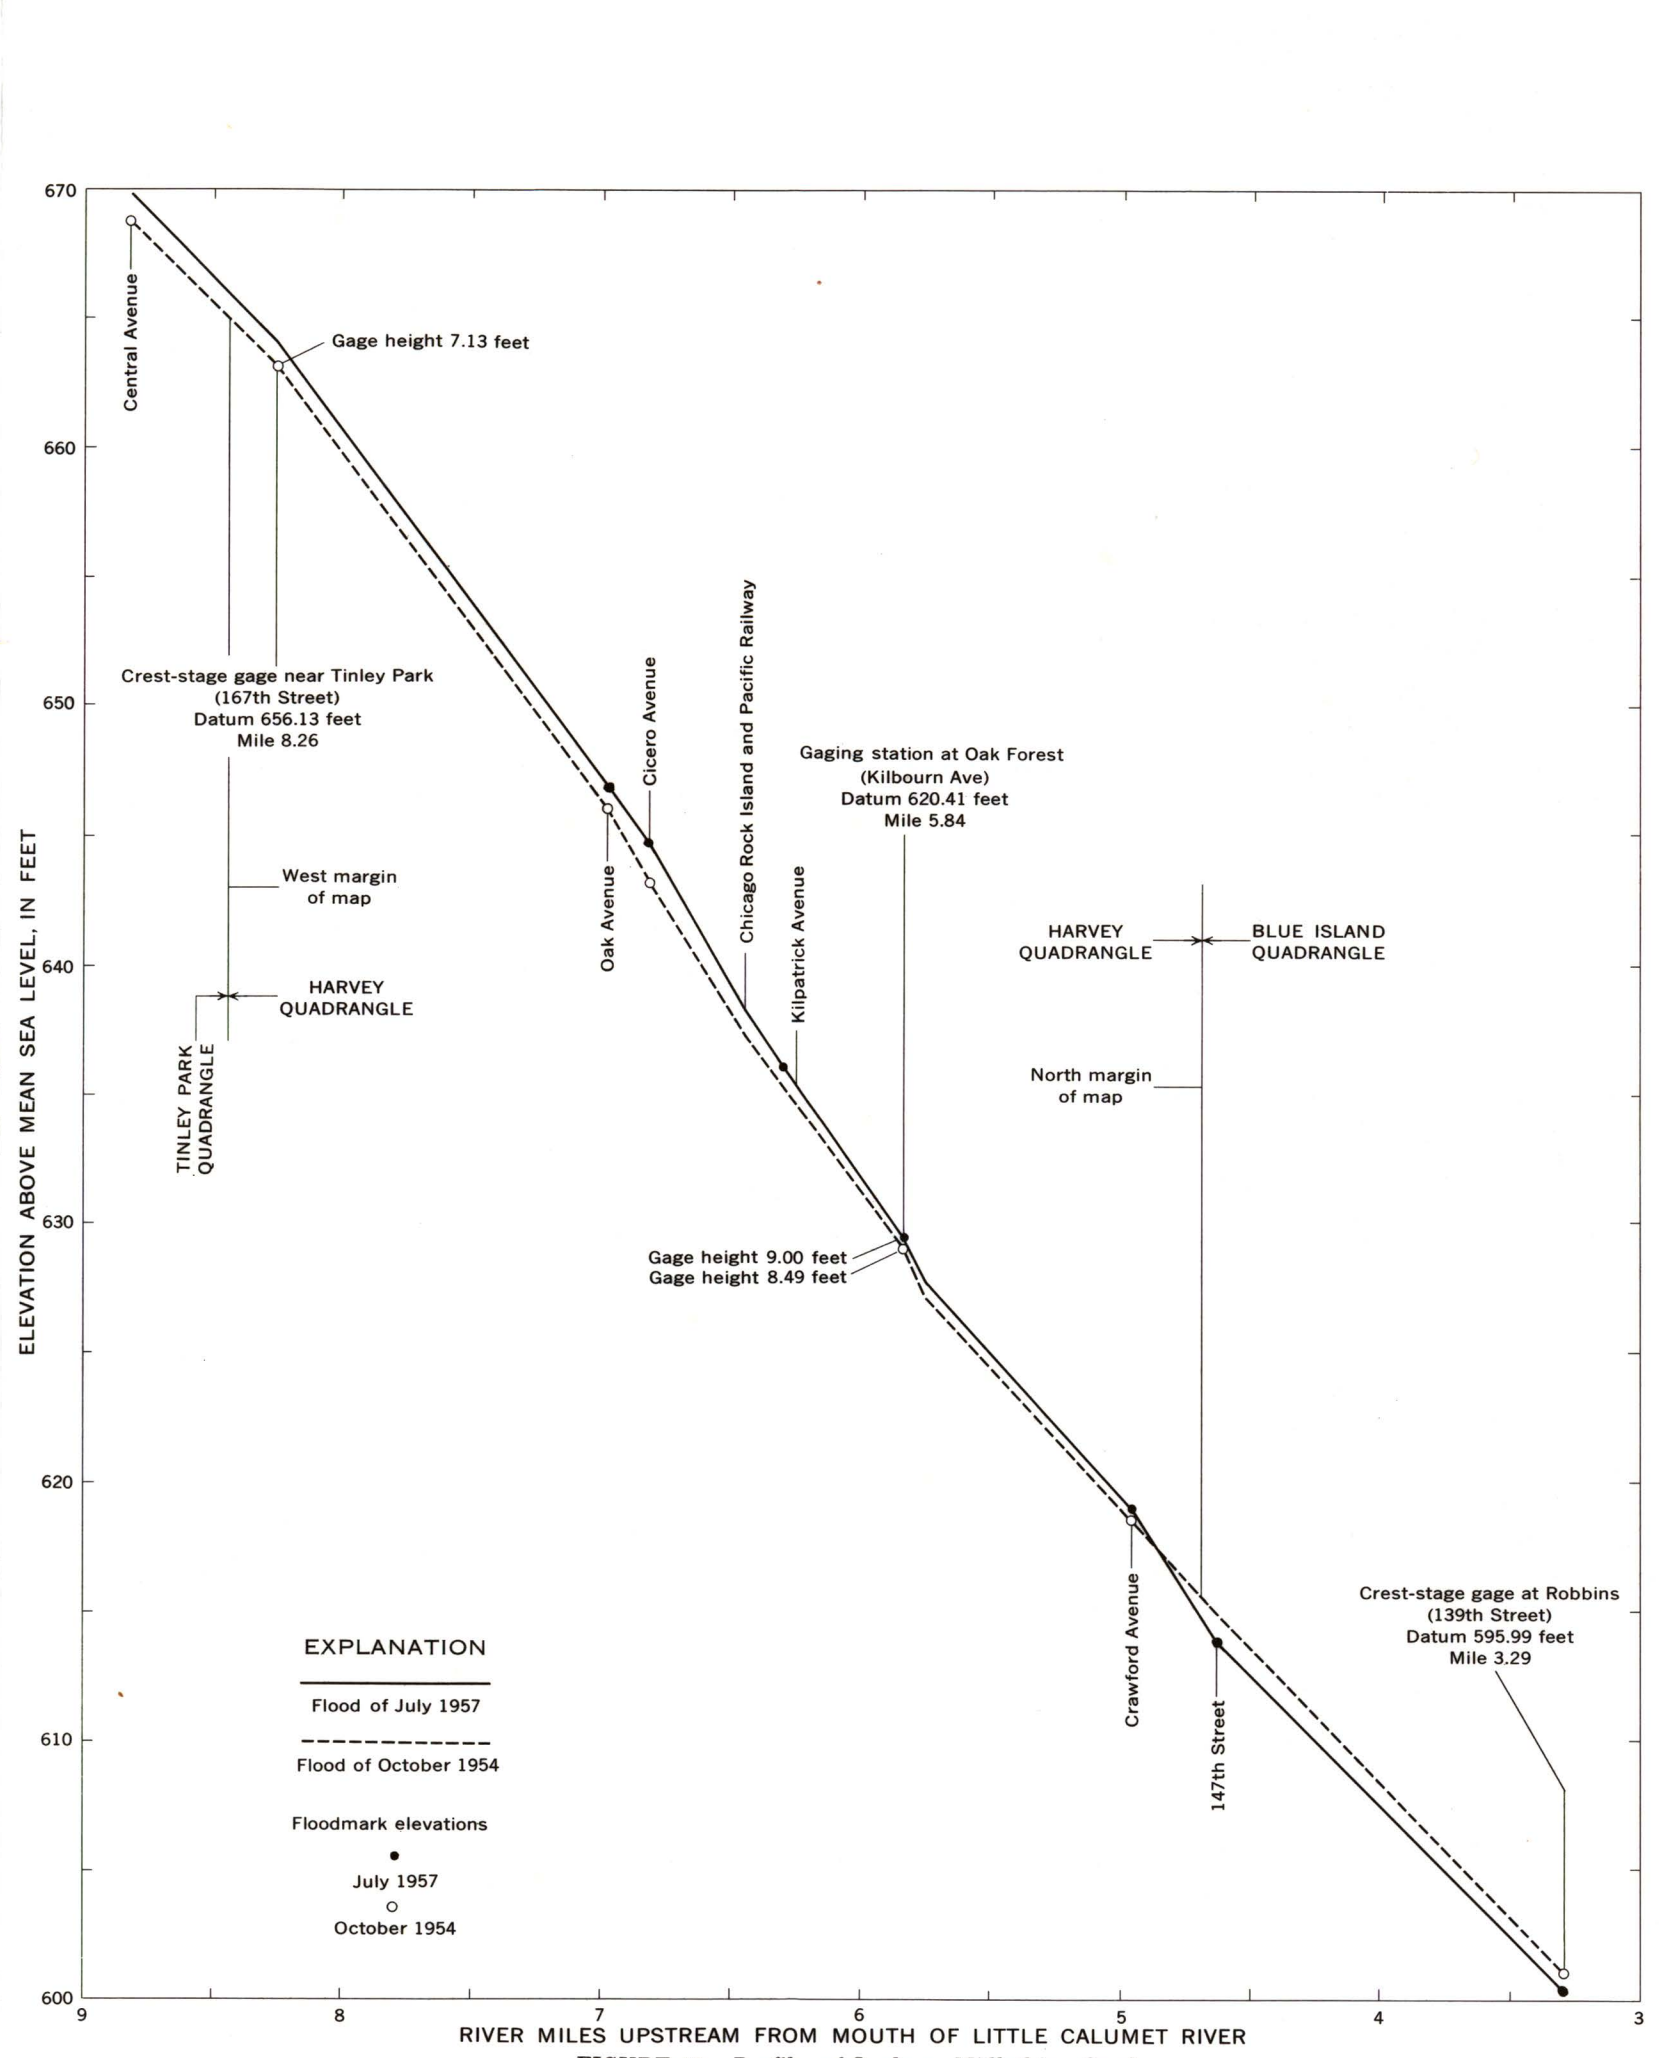 670
660
650
640
630
620
610
600
ELEVATION ABOVE MEAN SEA LEVEL, IN FEET
Central Avenue
Gage height 7.13 feet
Crest-stage gage near Tinley Park
(167th Street)
Datum 656.13 feet
Mile 8.26
West margin
of map
HARVEY
QUADRANGLE
TINLEY PARK
QUADRANGLE
Oak Avenue
Cicero Avenue
Chicago Rock Island and Pacific Railway
Kilpatrick Avenue
Gaging station at Oak Forest
(Kilbourn Ave)
Datum 620.41 feet
Mile 5.84
Gage height 9.00 feet
Gage height 8.49 feet
HARVEY
QUADRANGLE
BLUE ISLAND
QUADRANGLE
North margin
of map
Crawford Avenue
147th Street
Crest-stage gage at Robbins
(139th Street)
Datum 595.99 feet
Mile 3.29
EXPLANATION
Flood of July 1957
Flood of October 1954
Floodmark elevations
July 1957
October 1954
9 8 7 6 5 4 3
RIVER MILES UPSTREAM FROM MOUTH OF LITTLE CALUMET RIVER